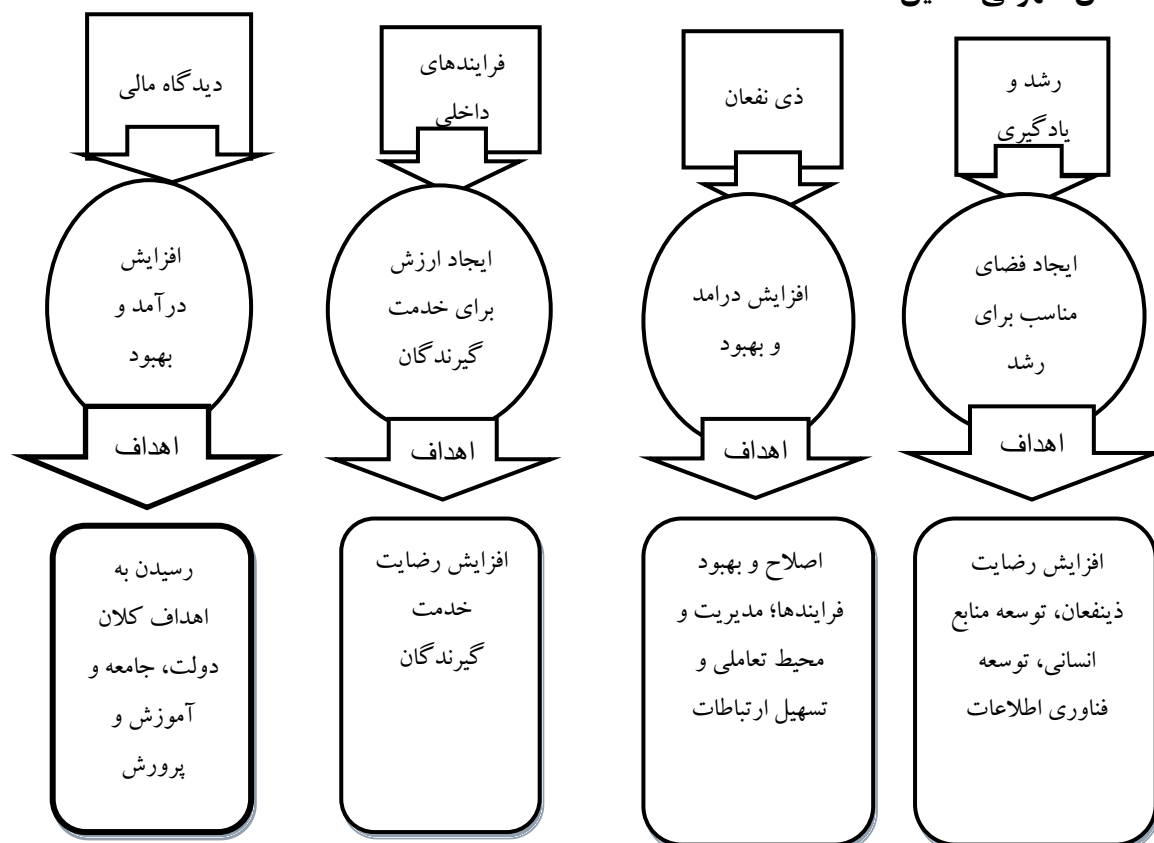 رشد و
یادگیری
ایجاد فضای
مناسب برای
رشد
اهداف
افزایش رضایت
ذینفعان، توسعه منابع
انسانی، توسعه
فناوری اطلاعات
ذی نفعان
افزایش درامد
و بهبود
اهداف
اصلاح و بهبود
فرایندها؛ مدیریت و
محیط تعاملی و
تسهیل ارتباطات
فرایندهای
داخلی
ایجاد ارزش
برای خدمت
گیرندگان
اهداف
افزایش رضایت
خدمت
گیرندگان
دیدگاه مالی
افزایش
درآمد و
بهبود
اهداف
رسیدن به
اهداف کلان
دولت، جامعه و
آموزش و
پرورش